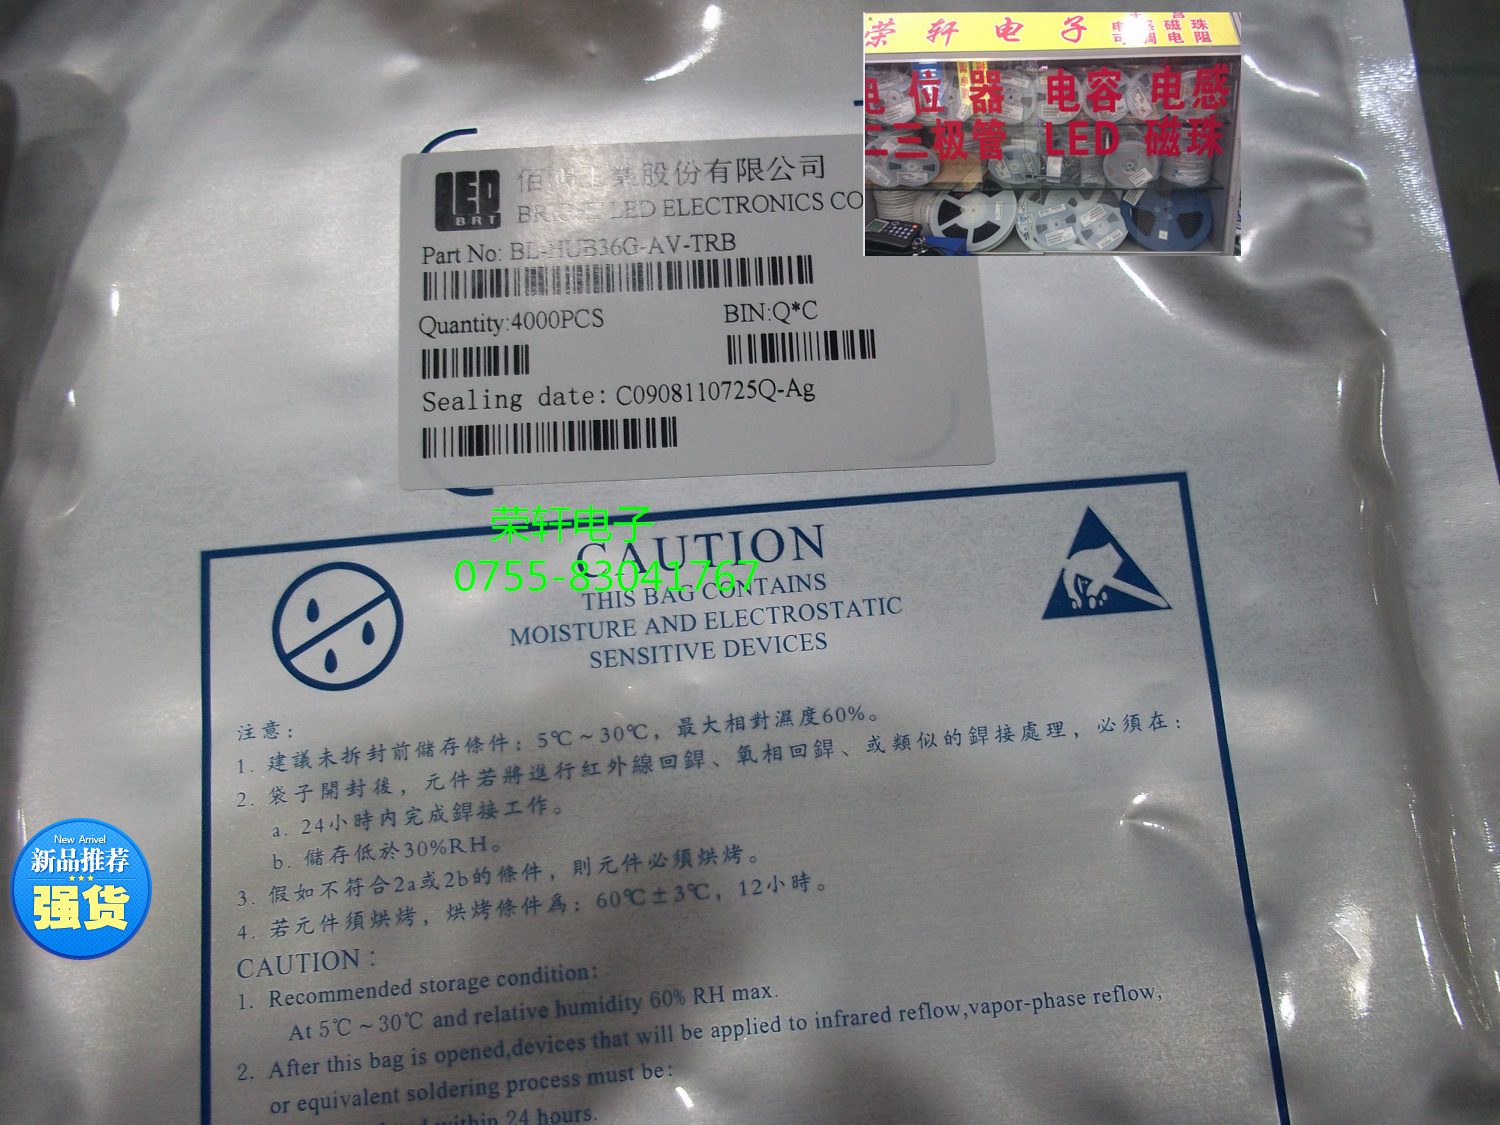 荣轩电子
磁珠
电阻
电位器 电容 电感
二三极管 LED 磁珠
LED
BRT
股份有限公司
LED ELECTRONICS CO
Part No: BL-HUB36G-AV-TRB
Quantity:4000PCS
BIN:Q*C
Sealing date: C0908110725Q-Ag
荣轩电子
0755-83041767
CAUTION
THIS BAG CONTAINS
MOISTURE AND ELECTROSTATIC
SENSITIVE DEVICES
注意：
1. 建議未拆封前儲存條件：5℃～30℃，最大相對濕度60%。
2. 袋子開封後，元件若將進行紅外線回銲、氧相回銲、或類似的銲接處理，必須在：
a. 24小時內完成銲接工作。
b. 儲存低於30%RH。
3. 假如不符合2a或2b的條件，則元件必須烘烤。
4. 若元件須烘烤，烘烤條件為：60℃±3℃，12小時。
CAUTION：
1. Recommended storage condition:
At 5℃～30℃ and relative humidity 60% RH max.
2. After this bag is opened,devices that will be applied to infrared reflow,vapor-phase reflow,
or equivalent soldering process must be:
within 24 hours.
New Arrivel
新品推荐
强货